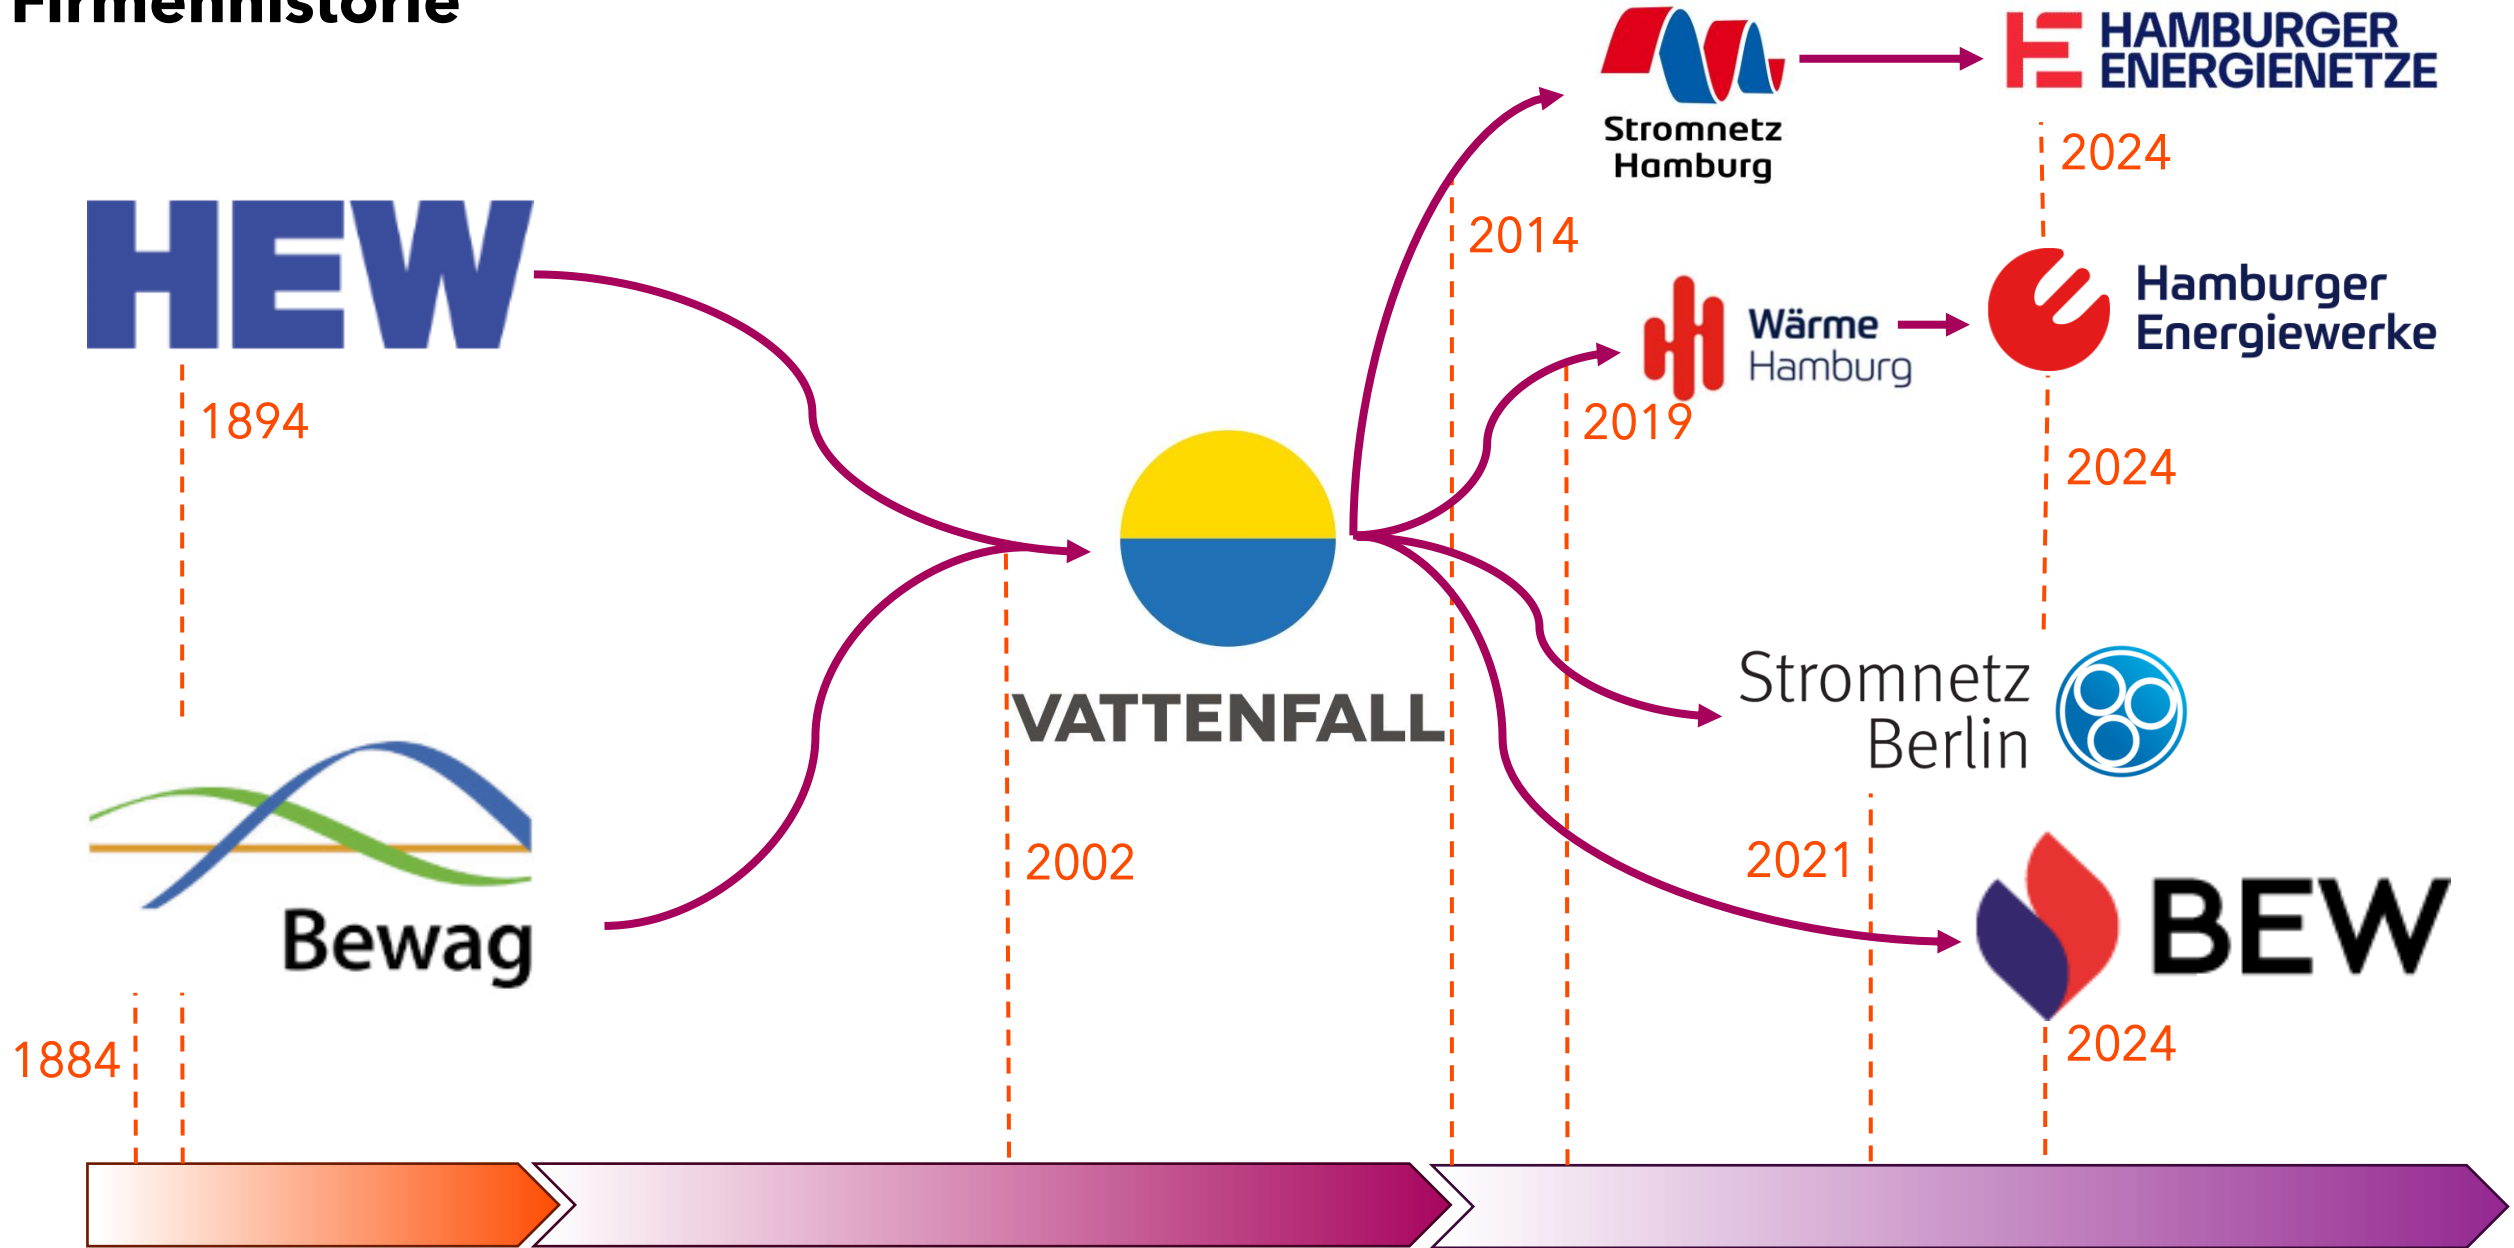 Firmenhistorie
HAMBURGER
ENERGIENETZE
Stromnetz
Hamburg
2024
HEW
2014
Hamburger
Energiewerke
Wärme
Hamburg
1894
2019
2024
Stromnetz
Berlin
VATTENFALL
2002
2021
BEW
Bewag
1884
2024